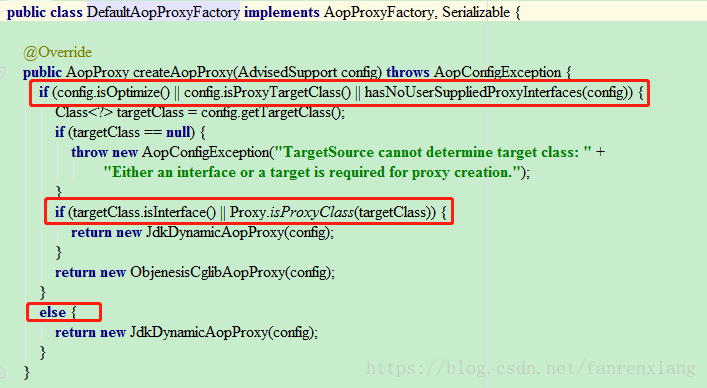 public class DefaultAopProxyFactory implements AopProxyFactory, Serializable {
@Override
public AopProxy createAopProxy(AdvisedSupport config) throws AopConfigException {
if (config.isOptimize() || config.isProxyTargetClass() || hasNoUserSuppliedProxyInterfaces(config)) {
Class<?> targetClass = config.getTargetClass();
if (targetClass == null) {
throw new AopConfigException("TargetSource cannot determine target class: " +
"Either an interface or a target is required for proxy creation.");
}
if (targetClass.isInterface() || Proxy.isProxyClass(targetClass)) {
return new JdkDynamicAopProxy(config);
}
return new ObjenesisCglibAopProxy(config);
}
else {
return new JdkDynamicAopProxy(config);
}
}
https://blog.csdn.net/fanrenxiang